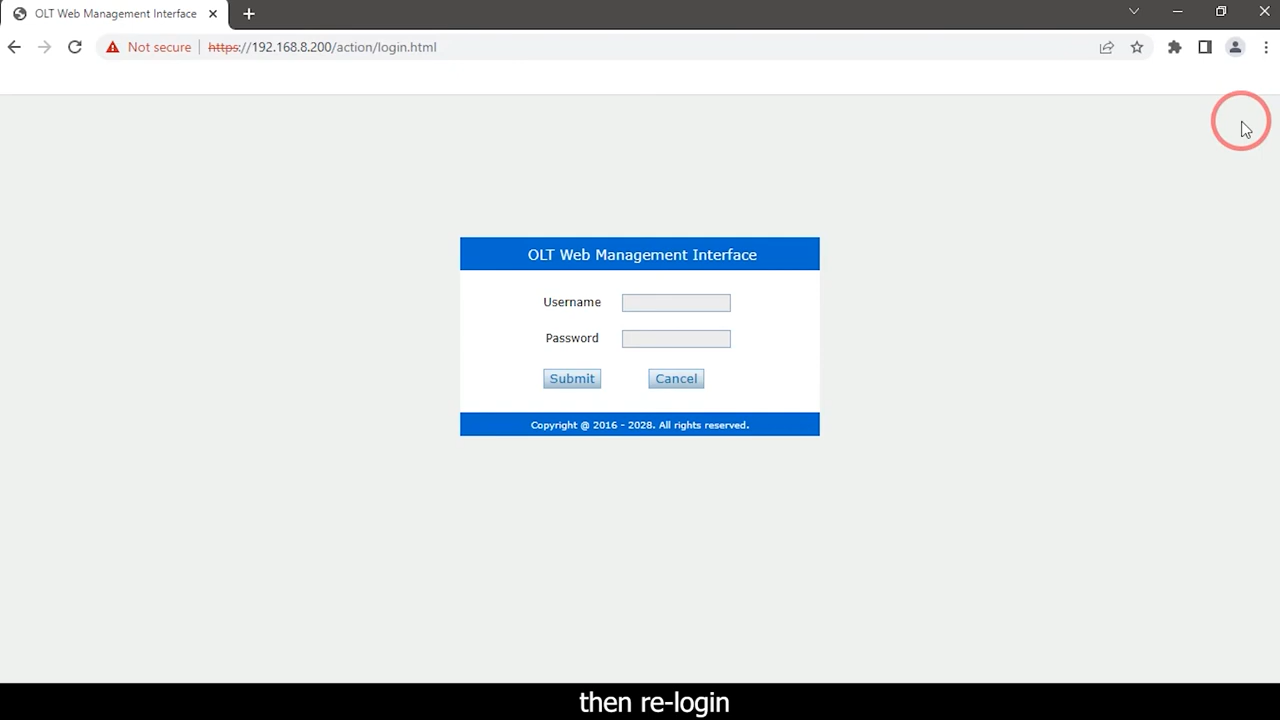 OLT Web Management Interface
Not secure
https://192.168.8.200/action/login.html
OLT Web Management Interface
Username
Password
Submit Cancel
Copyright @ 2016 - 2028. All rights reserved.
then re-login